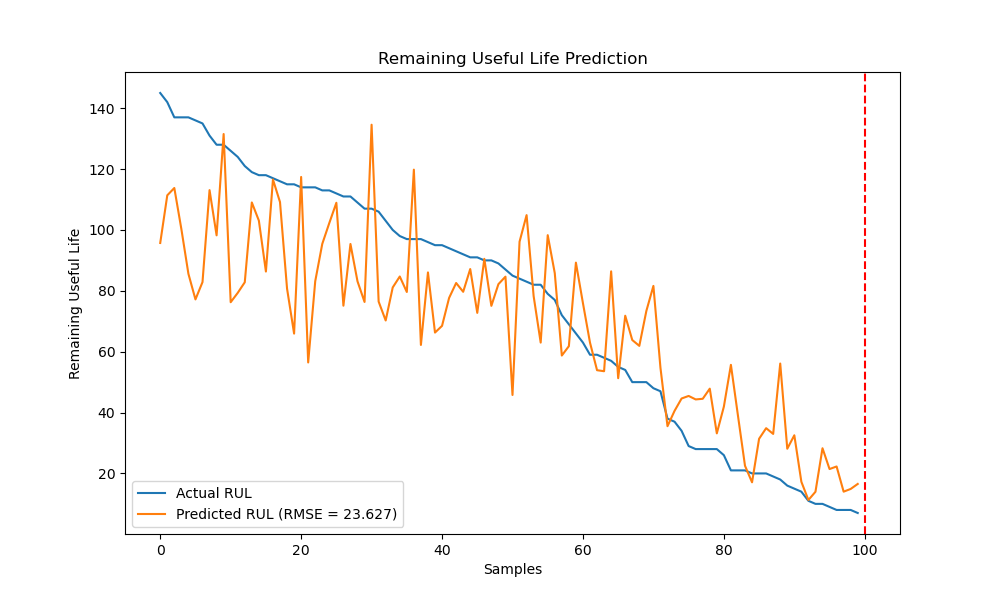 Remaining Useful Life Prediction
Remaining Useful Life
140
120
100
80
60
40
20
Actual RUL
Predicted RUL (RMSE = 23.627)
0 20 40 60 80 100
Samples